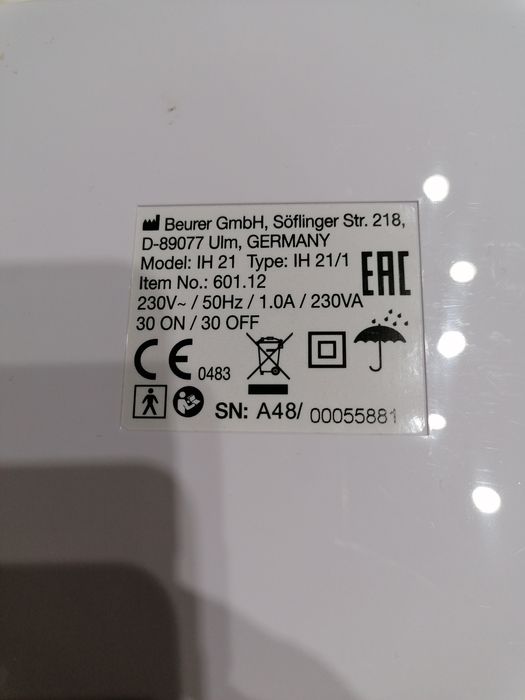 Beurer GmbH, Söflinger Str. 218,
D-89077 Ulm, GERMANY
Model: IH 21 Type: IH 21/1
Item No.: 601.12
230V~ / 50Hz / 1.0A / 230VA
30 ON / 30 OFF
EAC
CE 0483
SN: A48/ 00055881